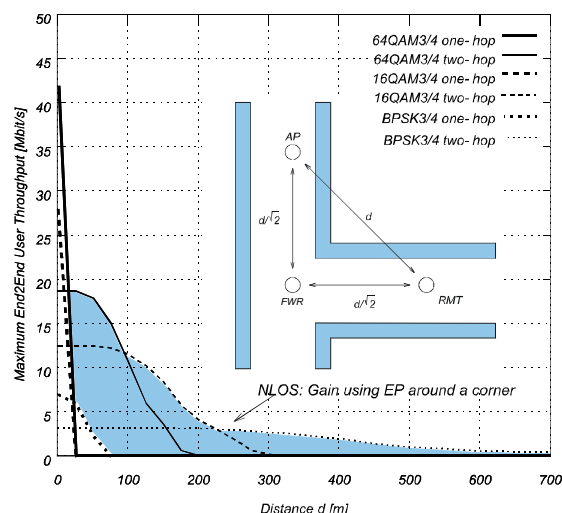 Maximum End2End User Throughput [Mbit/s]
50
45
40
35
30
25
20
15
10
5
0
64QAM3/4 one- hop
64QAM3/4 two- hop
16QAM3/4 one- hop
16QAM3/4 two- hop
BPSK3/4 one- hop
BPSK3/4 two- hop
AP
d/√2
d
FWR
d/√2
RMT
NLOS: Gain using EP around a corner
0 100 200 300 400 500 600 700
Distance d [m]